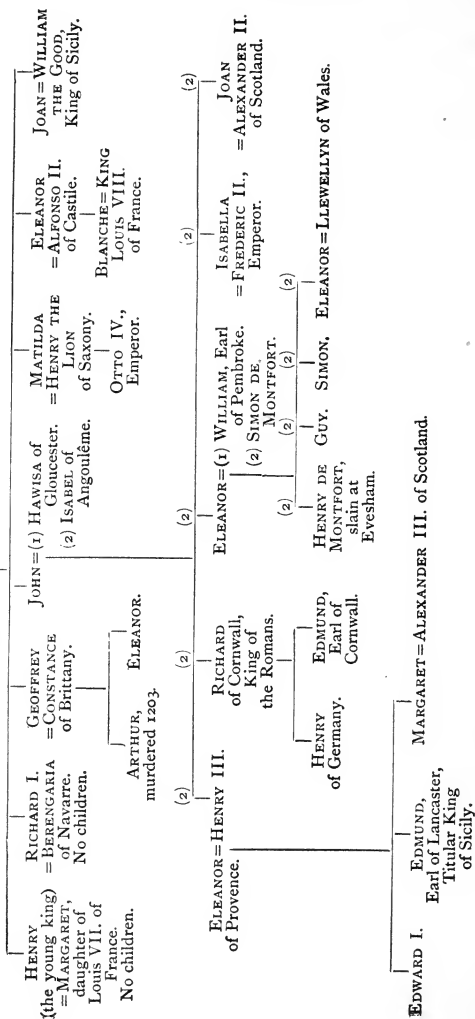 HENRY
(the young king)
=MARGARET,
daughter of
Louis VII. of
France.
No children.
RICHARD I.
=BERENGARIA
of Navarre.
No children.
GEOFFREY
=CONSTANCE
of Brittany.
JOHN=(1) HAWISA of
Gloucester.
(2) ISABEL of
Angoulême.
MATILDA
=HENRY THE
LION
of Saxony.
OTTO IV.,
Emperor.
ELEANOR
=ALFONSO II.
of Castile.
BLANCHE=KING
LOUIS VIII.
of France.
JOAN=WILLIAM
THE GOOD,
King of Sicily.
ARTHUR,
murdered 1203.
ELEANOR.
(2)
ELEANOR=HENRY III.
of Provence.
(2)
RICHARD
of Cornwall,
King of
the Romans.
(2)
ELEANOR=(1) WILLIAM, Earl
of Pembroke.
(2) SIMON DE
MONTFORT.
(2)
ISABELLA
=FREDERIC II.,
Emperor.
(2)
JOAN
=ALEXANDER II.
of Scotland.
HENRY
of Germany.
EDMUND,
Earl of
Cornwall.
(2)
HENRY DE
MONTFORT,
slain at
Evesham.
(2)
GUY.
(2)
SIMON,
(2)
ELEANOR=LLEWELLYN of Wales.
EDWARD I.
EDMUND,
Earl of Lancaster,
Titular King
of Sicily.
MARGARET=ALEXANDER III. of Scotland.